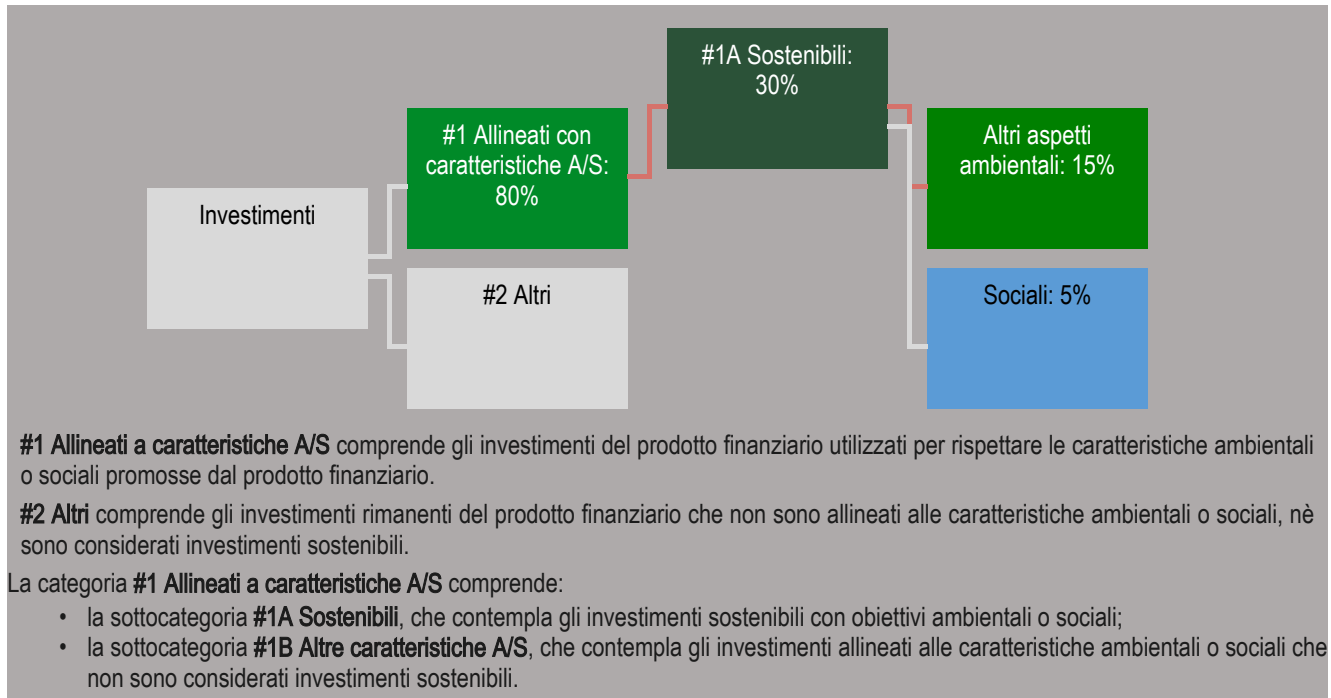 #1A Sostenibili:
30%
#1 Allineati con
caratteristiche A/S:
80%
Altri aspetti
ambientali: 15%
Investimenti
#2 Altri
Sociali: 5%
#1 Allineati a caratteristiche A/S comprende gli investimenti del prodotto finanziario utilizzati per rispettare le caratteristiche ambientali
o sociali promosse dal prodotto finanziario.
#2 Altri comprende gli investimenti rimanenti del prodotto finanziario che non sono allineati alle caratteristiche ambientali o sociali, nè
sono considerati investimenti sostenibili.
La categoria #1 Allineati a caratteristiche A/S comprende:
• la sottocategoria #1A Sostenibili, che contempla gli investimenti sostenibili con obiettivi ambientali o sociali;
• la sottocategoria #1B Altre caratteristiche A/S, che contempla gli investimenti allineati alle caratteristiche ambientali o sociali che
non sono considerati investimenti sostenibili.